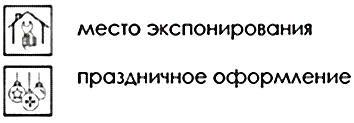 место экспонирования
праздничное оформление